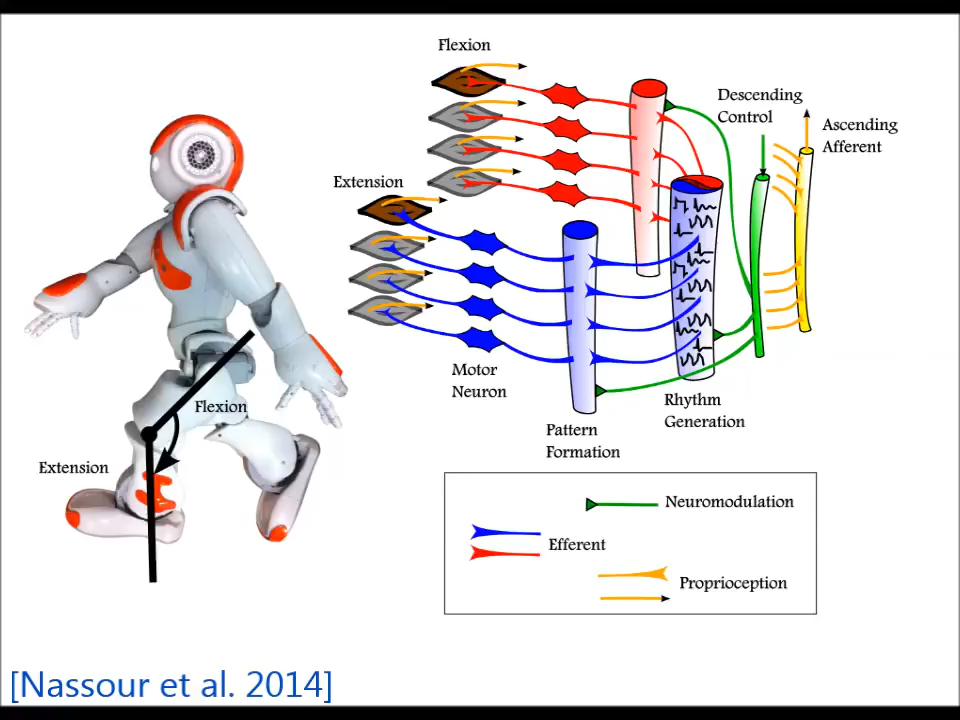 Flexion
Descending
Control
Ascending
Afferent
Extension
Flexion
Extension
Motor
Neuron
Rhythm
Generation
Pattern
Formation
Neuromodulation
Efferent
Proprioception
[Nassour et al. 2014]